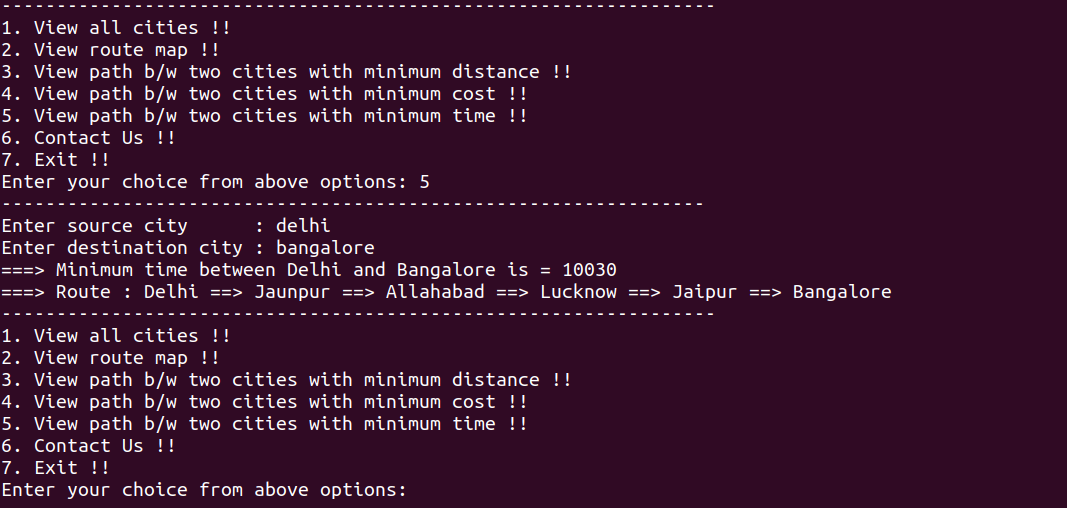 -----------------------------------------------------------------
1. View all cities !!
2. View route map !!
3. View path b/w two cities with minimum distance !!
4. View path b/w two cities with minimum cost !!
5. View path b/w two cities with minimum time !!
6. Contact Us !!
7. Exit !!
Enter your choice from above options: 5
----------------------------------------------------------------
Enter source city      : delhi
Enter destination city : bangalore
===> Minimum time between Delhi and Bangalore is = 10030
===> Route : Delhi ==> Jaunpur ==> Allahabad ==> Lucknow ==> Jaipur ==> Bangalore
-----------------------------------------------------------------
1. View all cities !!
2. View route map !!
3. View path b/w two cities with minimum distance !!
4. View path b/w two cities with minimum cost !!
5. View path b/w two cities with minimum time !!
6. Contact Us !!
7. Exit !!
Enter your choice from above options: